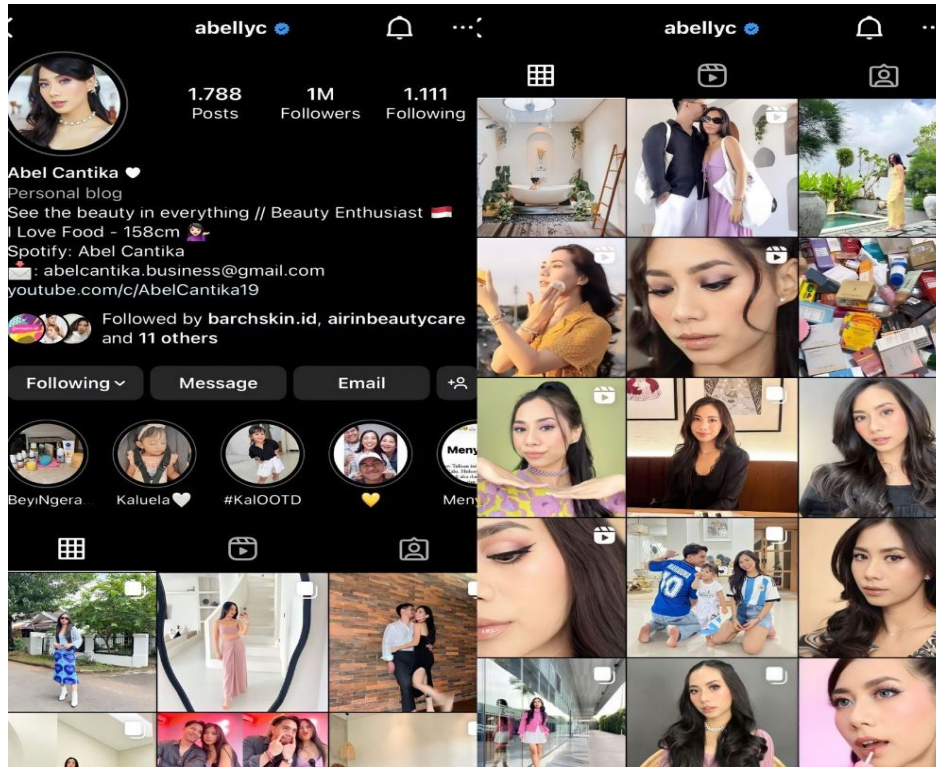 abellyc
1.788
Posts
1M
Followers
1.111
Following
Abel Cantika
Personal blog
See the beauty in everything // Beauty Enthusiast
I Love Food - 158cm
Spotify: Abel Cantika
: abelcantika.business@gmail.com
youtube.com/c/AbelCantika19
Followed by barchskin.id, airinbeautycare
and 11 others
Following
Message
Email
BeyiNgera...
Kaluela
#KalOOTD
Meny
Men
abellyc
10